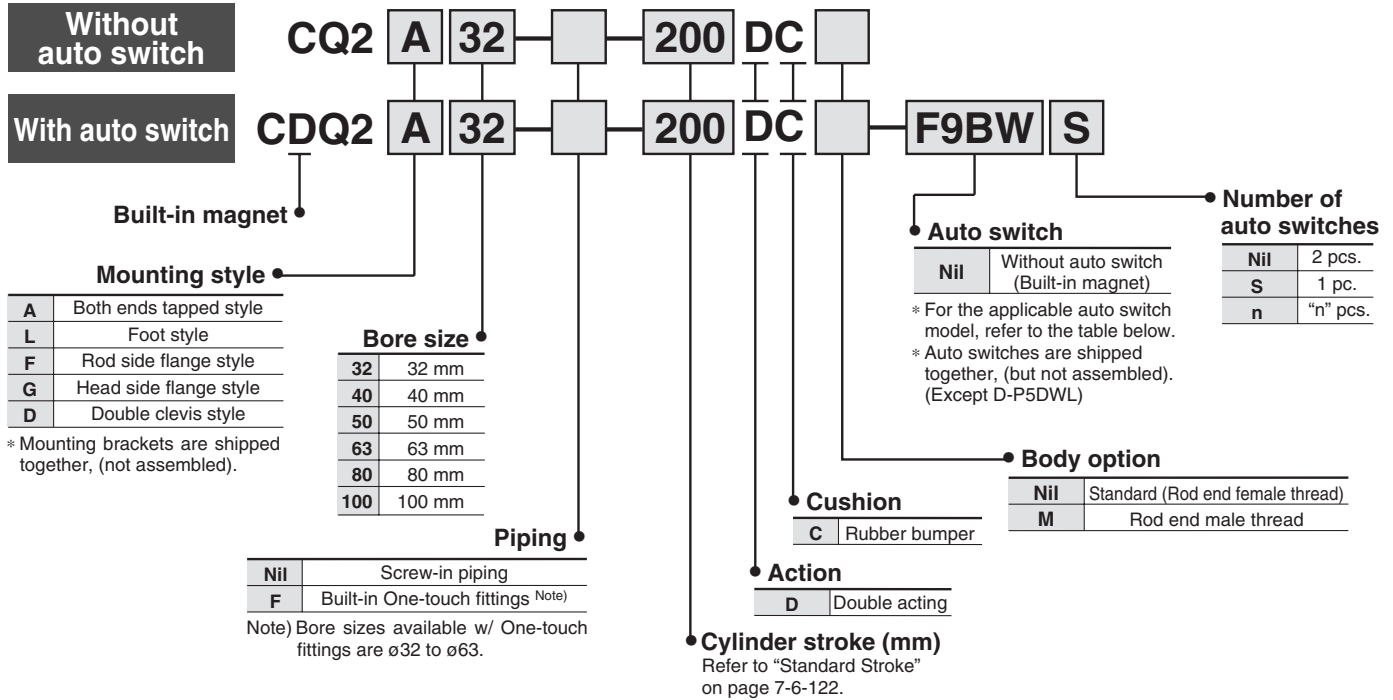 Without
auto switch
CQ2 A 32 — — 200 DC
With auto switch
CDQ2 A 32 — — 200 DC — F9BW S
Built-in magnet
Mounting style
A Both ends tapped style
L Foot style
F Rod side flange style
G Head side flange style
D Double clevis style
* Mounting brackets are shipped
together, (not assembled).
Bore size
32 32 mm
40 40 mm
50 50 mm
63 63 mm
80 80 mm
100 100 mm
Piping
Nil Screw-in piping
F Built-in One-touch fittings Note)
Note) Bore sizes available w/ One-touch
fittings are ø32 to ø63.
Cylinder stroke (mm)
Refer to “Standard Stroke”
on page 7-6-122.
Action
D Double acting
Cushion
C Rubber bumper
Body option
Nil Standard (Rod end female thread)
M Rod end male thread
Auto switch
Nil Without auto switch
(Built-in magnet)
* For the applicable auto switch
model, refer to the table below.
* Auto switches are shipped
together, (but not assembled).
(Except D-P5DWL)
Number of
auto switches
Nil 2 pcs.
S 1 pc.
n “n” pcs.